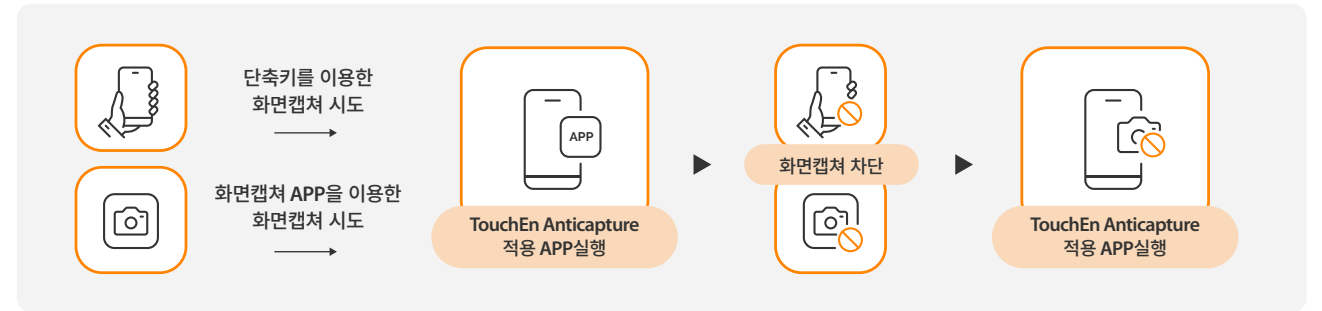 단축키를 이용한
화면캡쳐 시도
화면캡쳐 APP을 이용한
화면캡쳐 시도
APP
TouchEn Anticapture
적용 APP실행
화면캡쳐 차단
TouchEn Anticapture
적용 APP실행